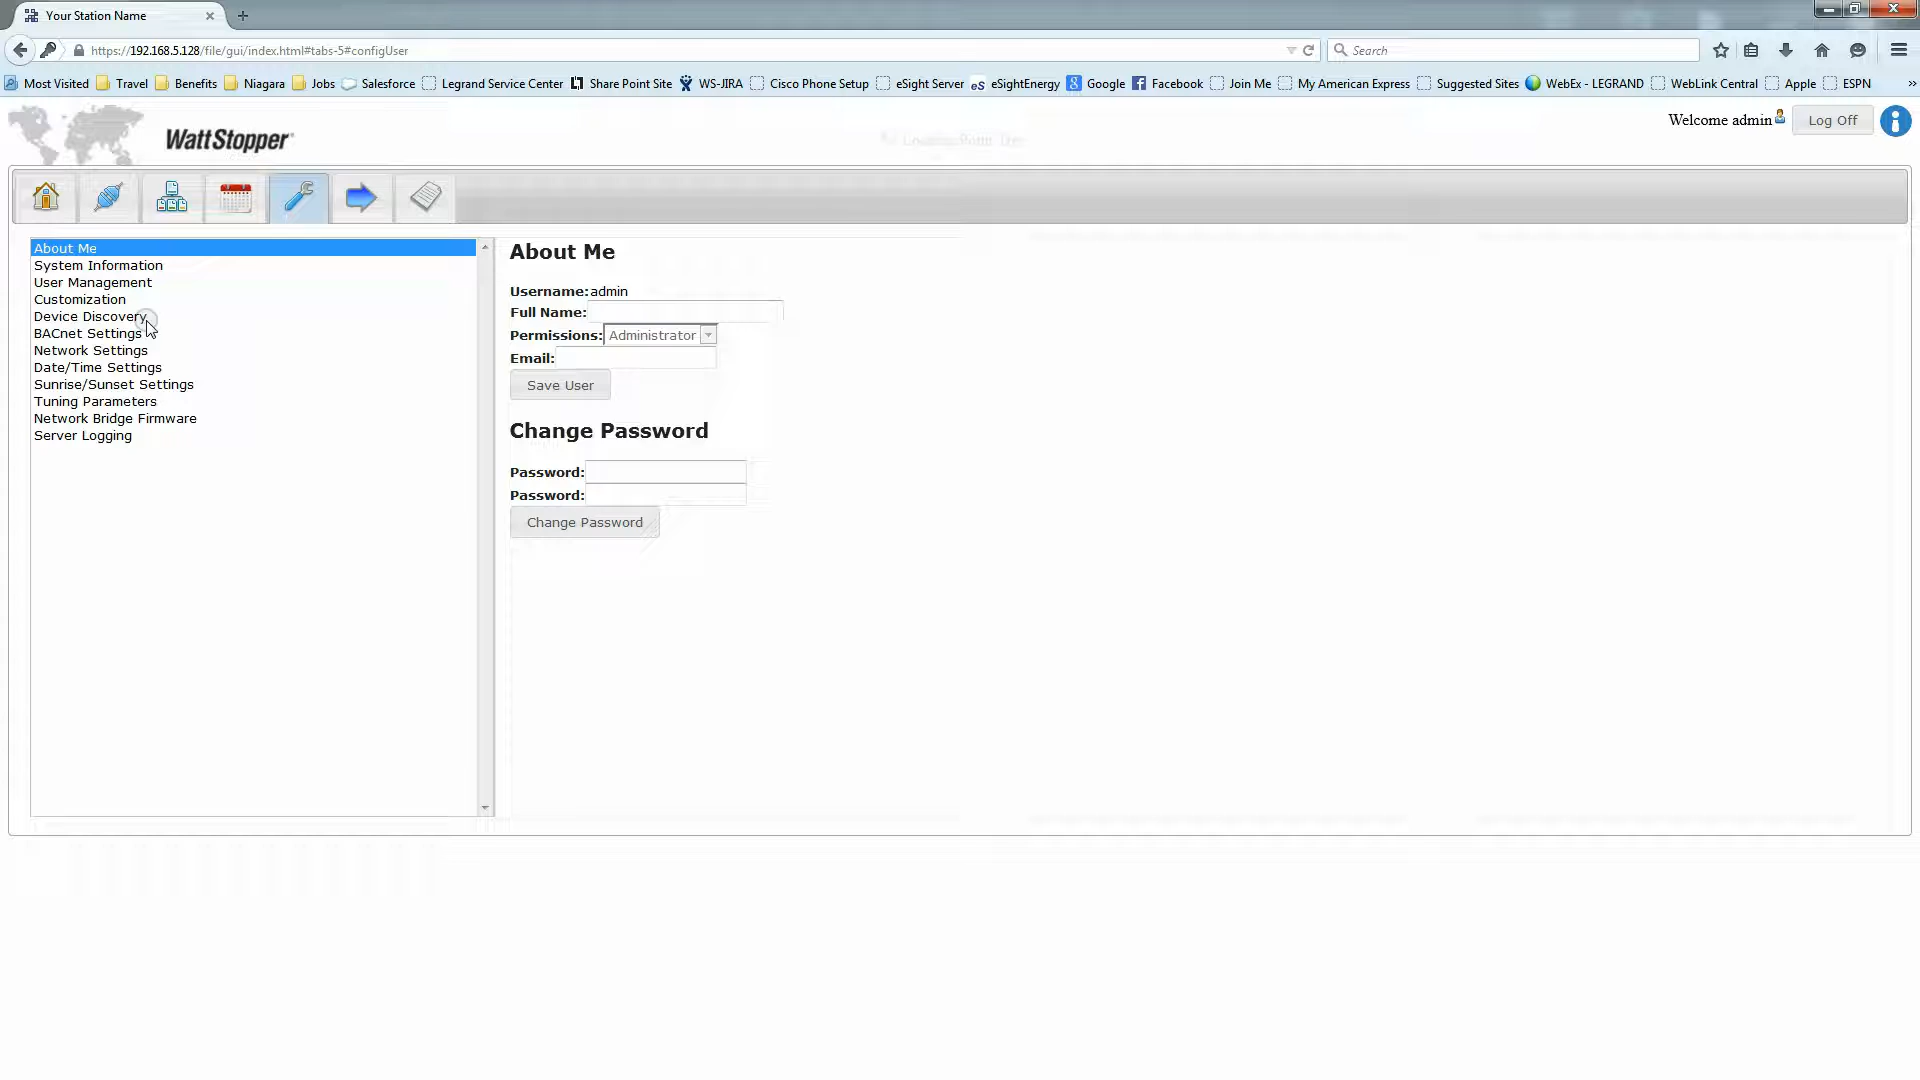 Your Station Name
https://192.168.5.128/file/gui/index.html#tabs-5#configUser
Search
Most Visited Travel Benefits Niagara Jobs Salesforce Legrand Service Center Share Point Site WS-JIRA Cisco Phone Setup eSight Server eSightEnergy Google Facebook Join Me My American Express Suggested Sites WebEx - LEGRAND WebLink Central Apple ESPN
WattStopper
Welcome admin Log Off
About Me
System Information
User Management
Customization
Device Discovery
BACnet Settings
Network Settings
Date/Time Settings
Sunrise/Sunset Settings
Tuning Parameters
Network Bridge Firmware
Server Logging
About Me
Username: admin
Full Name:
Permissions: Administrator
Email:
Save User
Change Password
Password:
Password:
Change Password